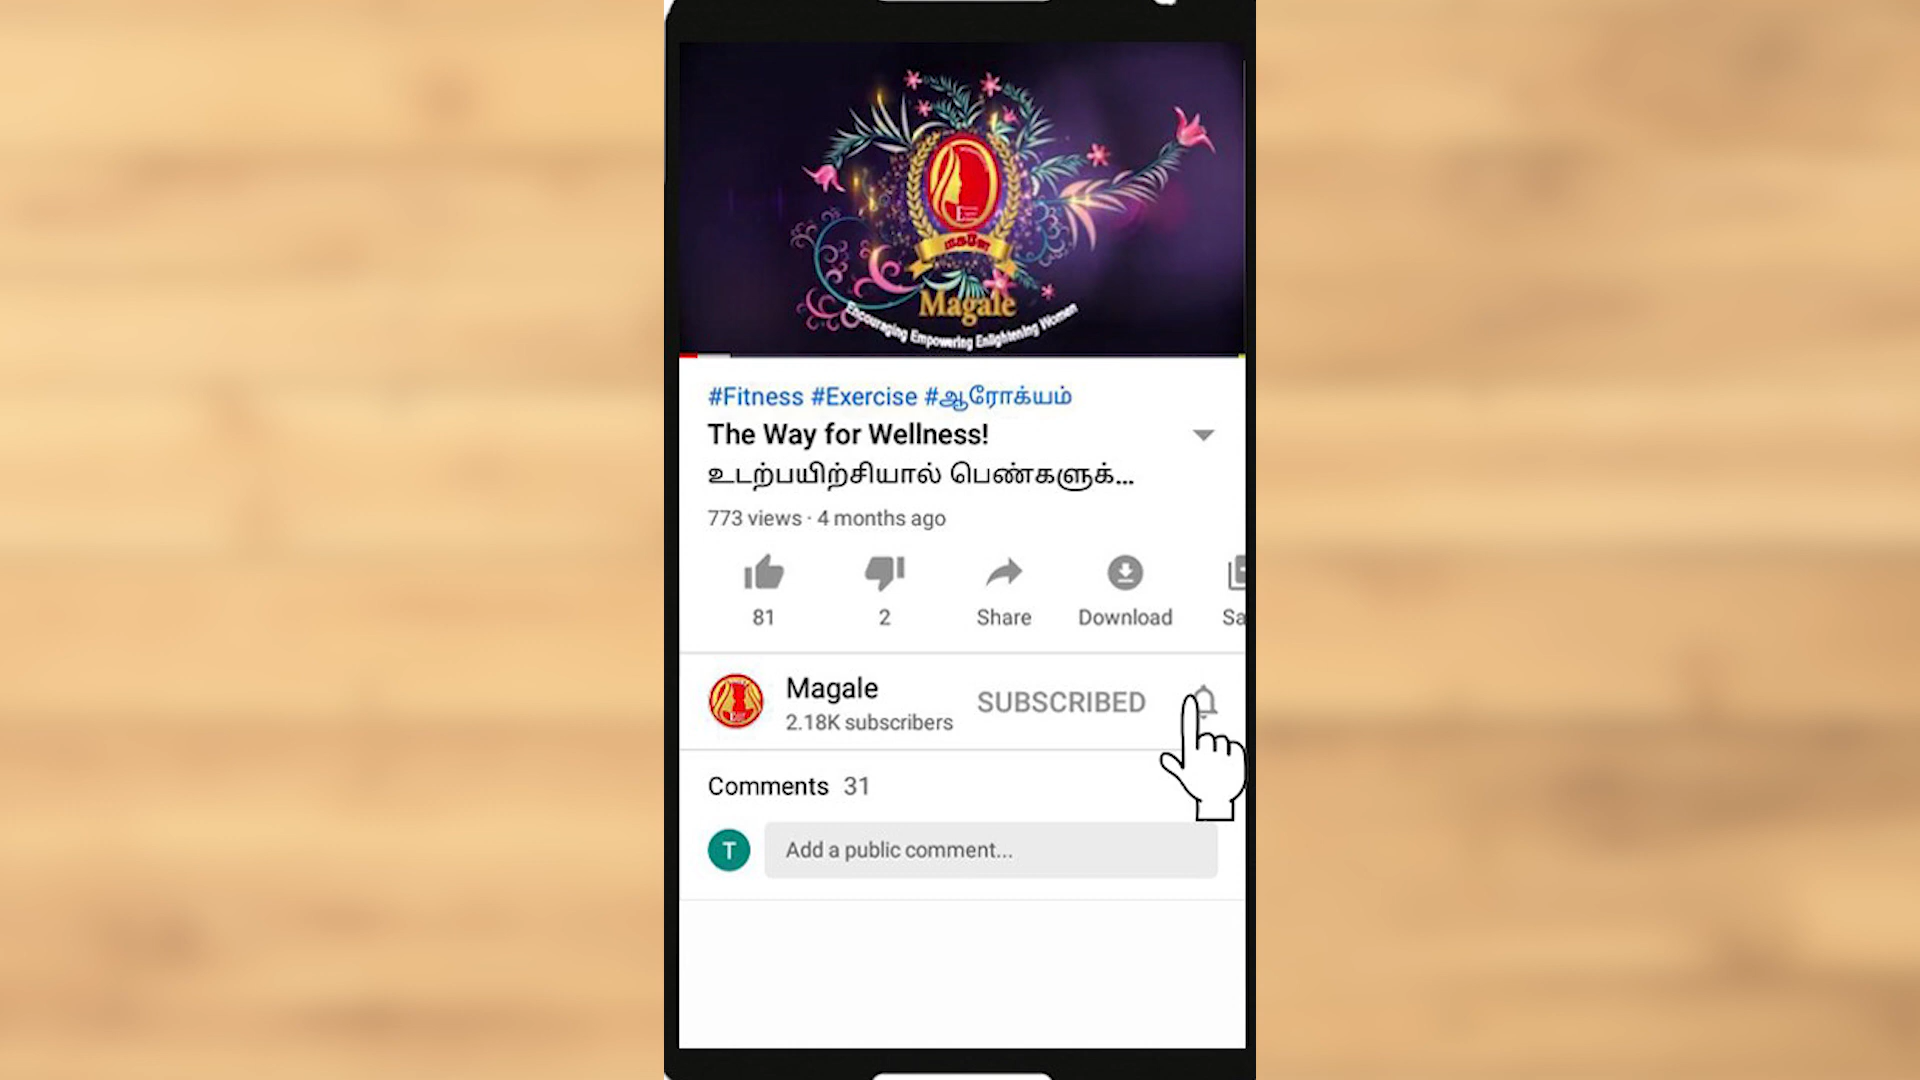 மகளே
Magale
Encouraging Empowering Enlightening Women
#Fitness #Exercise #ஆரோக்யம்
The Way for Wellness!
உடற்பயிற்சியால் பெண்களுக்...
773 views · 4 months ago
81 2 Share Download Sa
Magale SUBSCRIBED
2.18K subscribers
Comments 31
T Add a public comment...